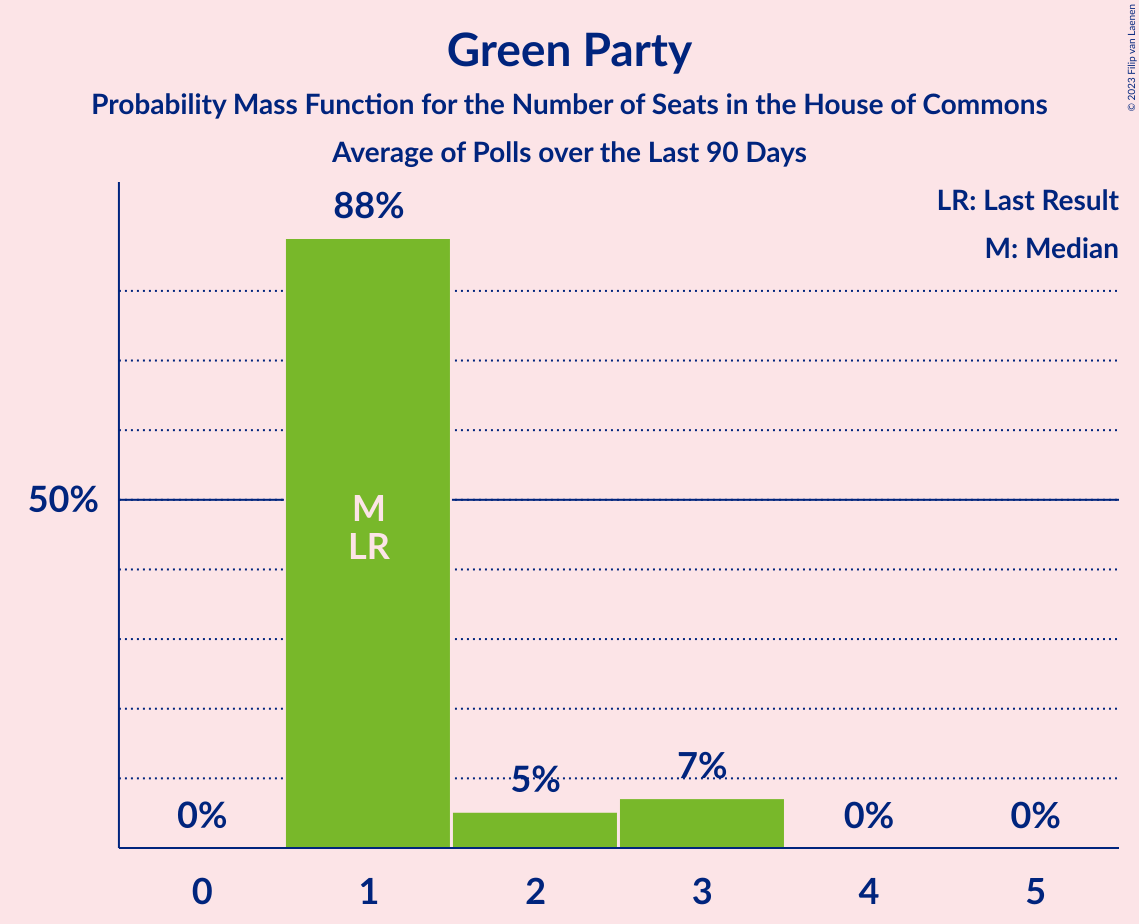 Green Party
Probability Mass Function for the Number of Seats in the House of Commons
Average of Polls over the Last 90 Days
© 2023 Filip van Laenen
LR: Last Result
M: Median
88%
50%
M
LR
0%
5%
7%
0%
0%
0
1
2
3
4
5